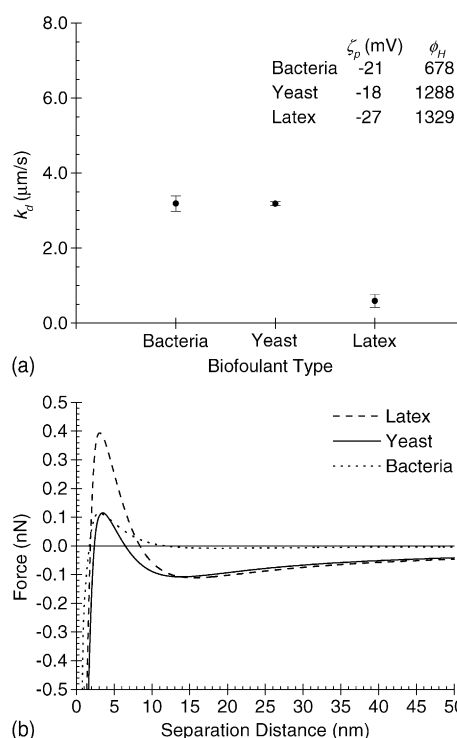 8.0
ζp (mV) ϕH
Bacteria -21 678
6.0
Yeast -18 1288
Latex -27 1329
kd (μm/s)
4.0
2.0
0.0
Bacteria Yeast Latex
(a) Biofoulant Type
0.5
Latex
0.4
Yeast
0.3
Bacteria
0.2
0.1
Force (nN)
0.0
-0.1
-0.2
-0.3
-0.4
-0.5
0 5 10 15 20 25 30 35 40 45 50
(b) Separation Distance (nm)